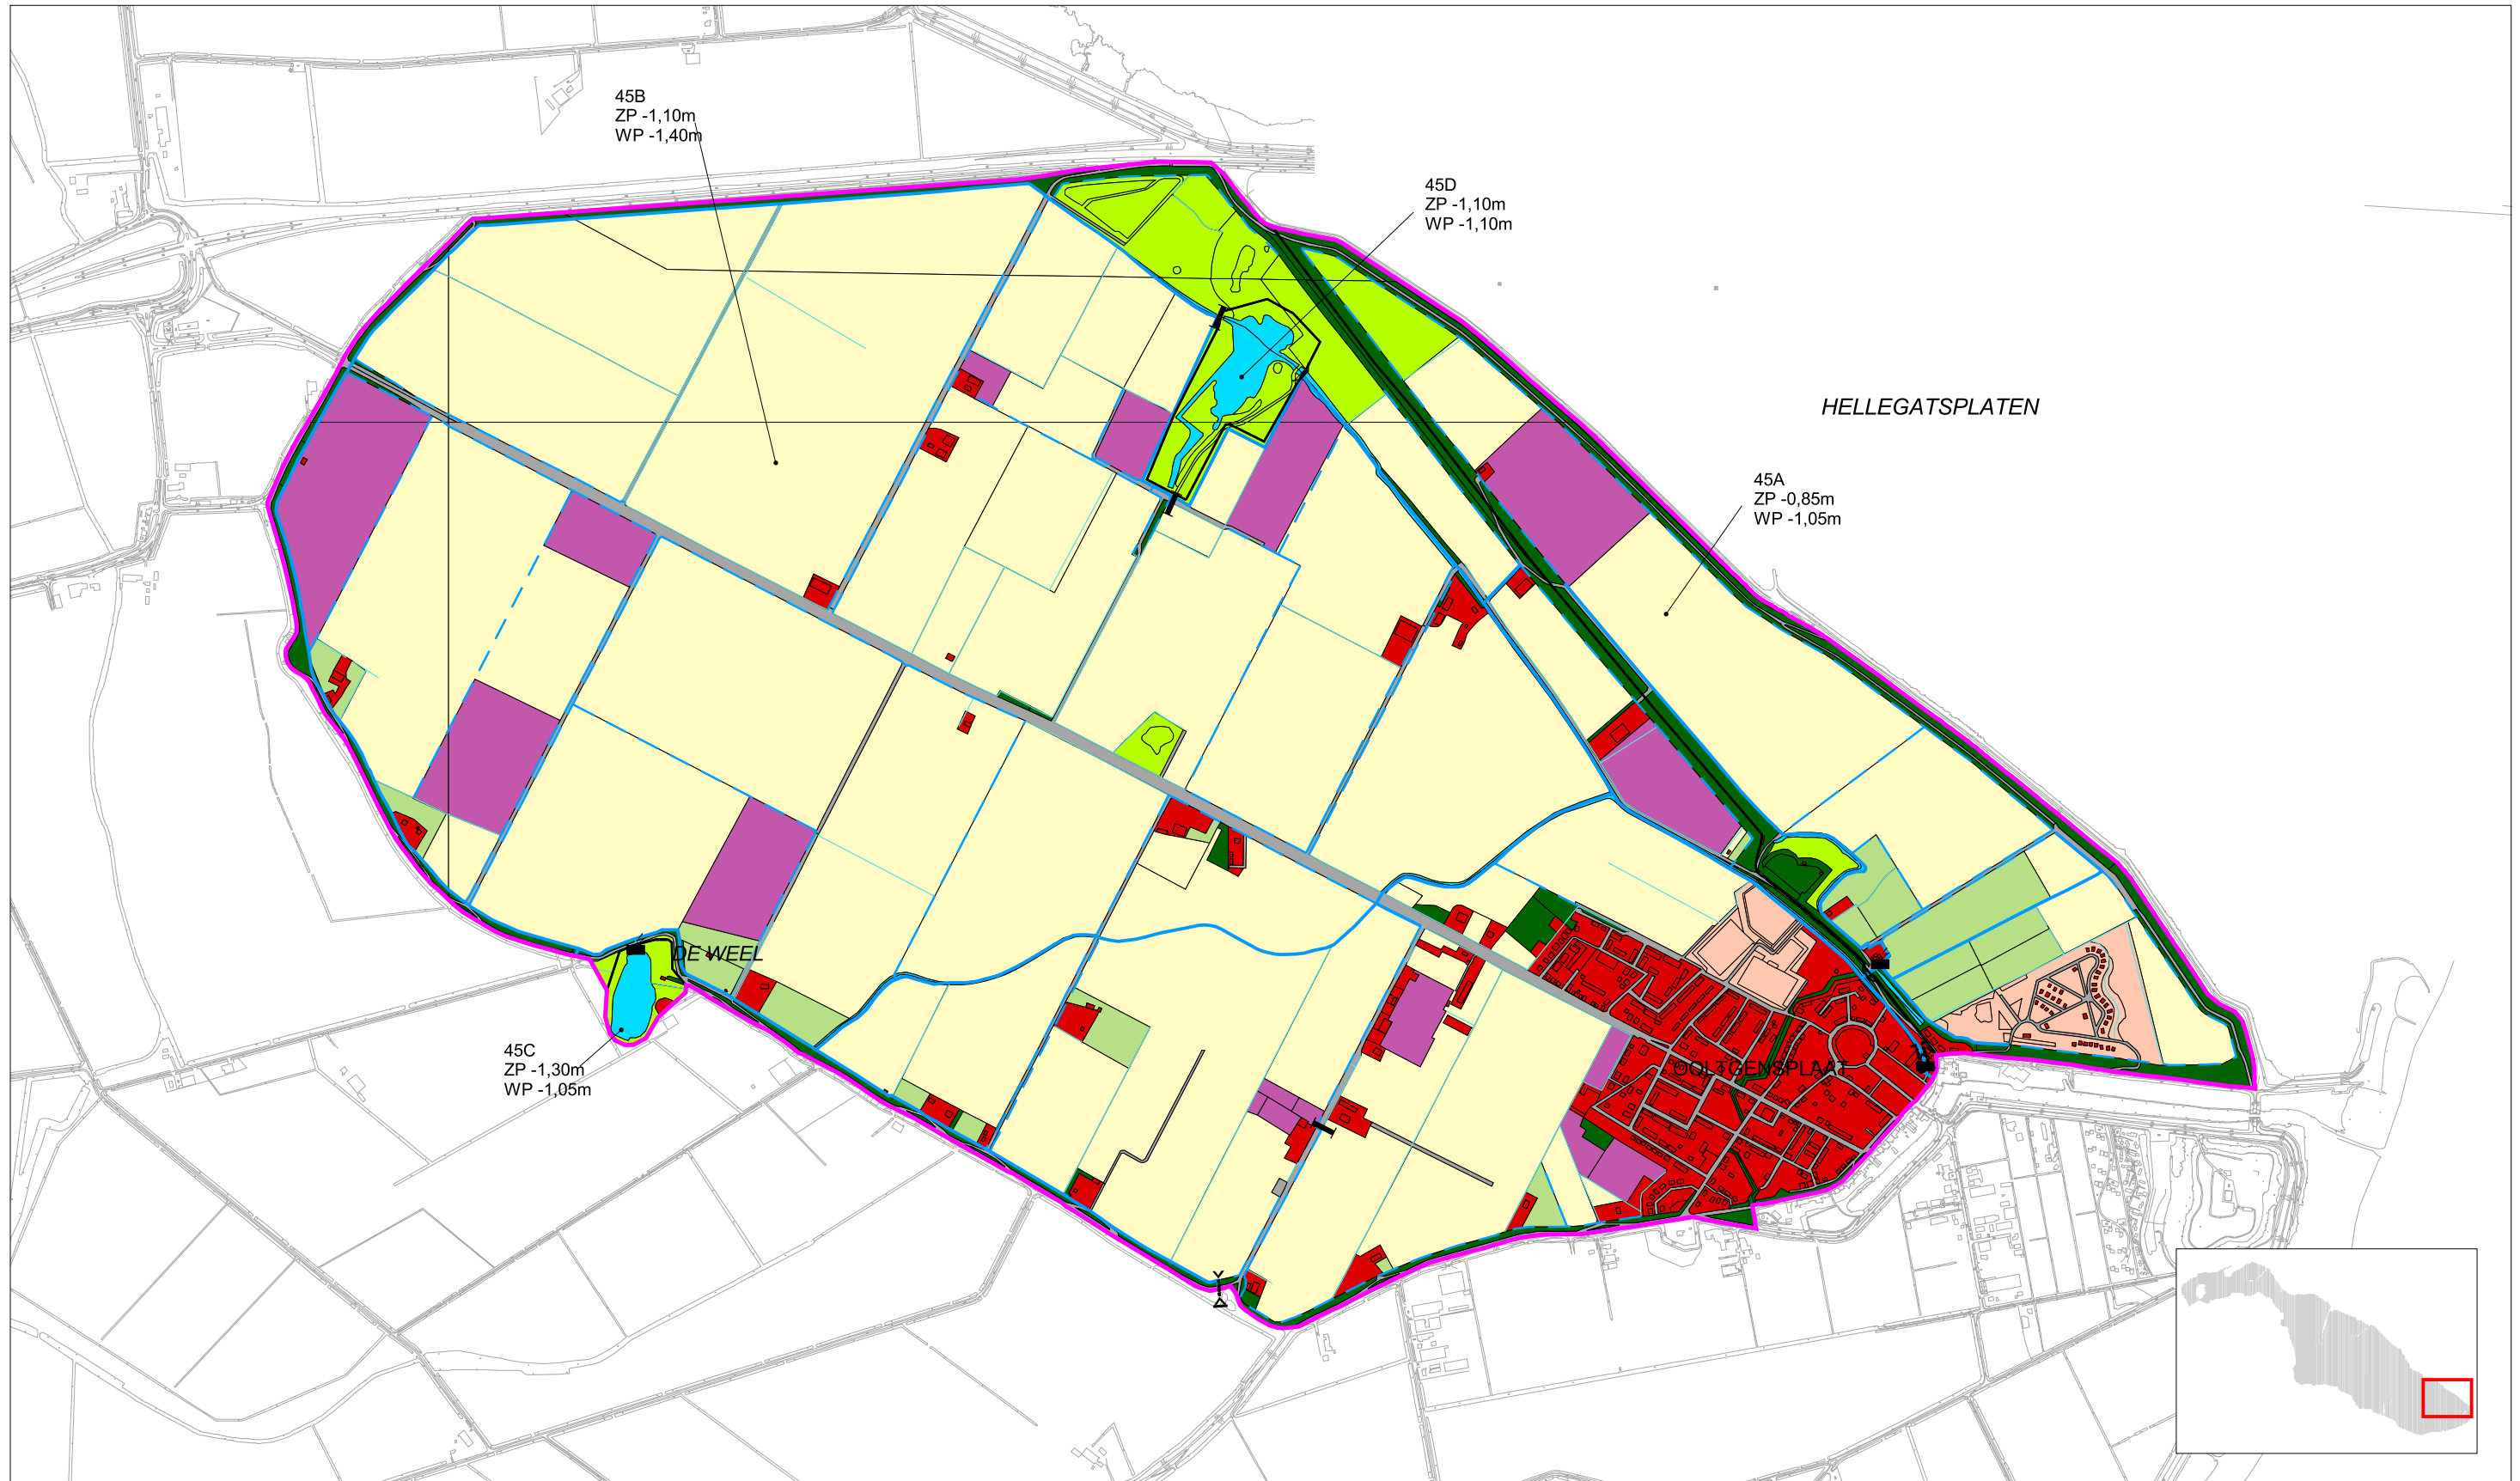 45B
ZP -1,10m
WP -1,40m
45D
ZP -1,10m
WP -1,10m
HELLEGATSPLATEN
45A
ZP -0,85m
WP -1,05m
DE WEEL
45C
ZP -1,30m
WP -1,05m
OOLTGENSPLAAT